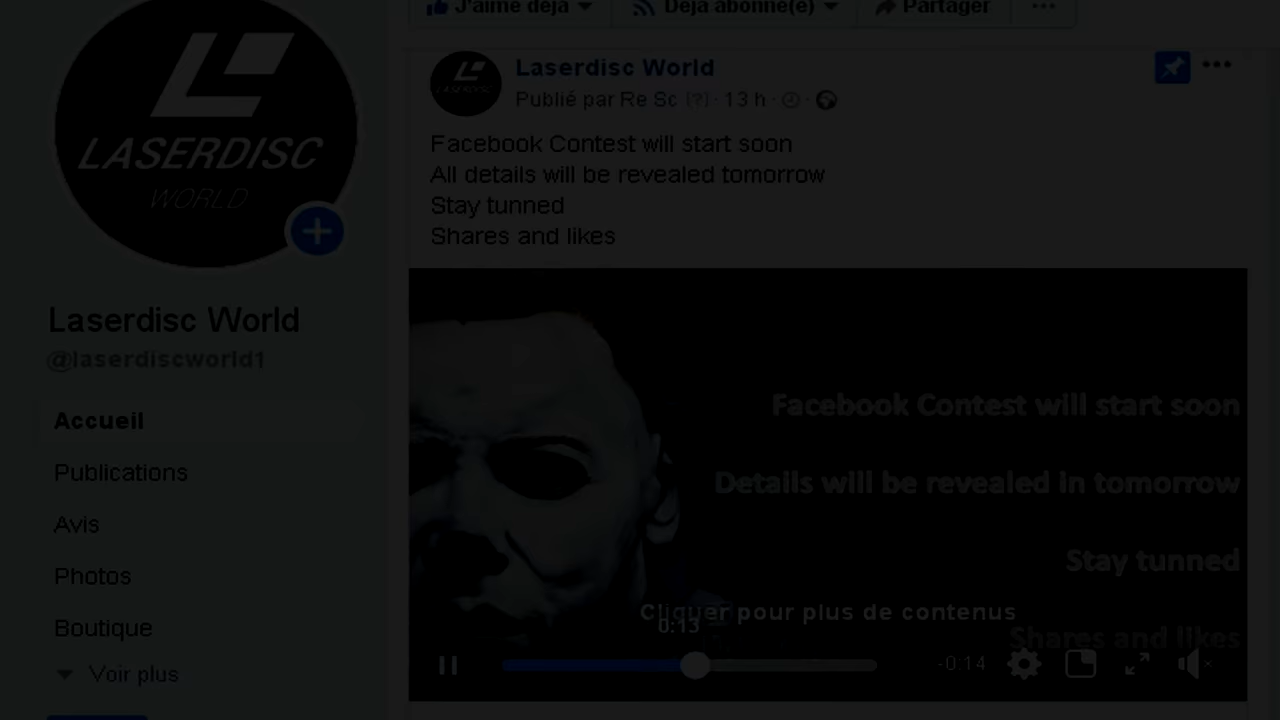 J'aime déjà
Déjà abonné(e)
Partager
LASERDISC
WORLD
Laserdisc World
Publié par Re Sc [?] · 13 h ·
Facebook Contest will start soon
All details will be revealed tomorrow
Stay tunned
Shares and likes
Laserdisc World
@laserdiscworld1
Accueil
Publications
Avis
Photos
Boutique
Voir plus
Facebook Contest will start soon
Details will be revealed in tomorrow
Stay tunned
Shares and likes
Cliquer pour plus de contenus
0:13
-0:14